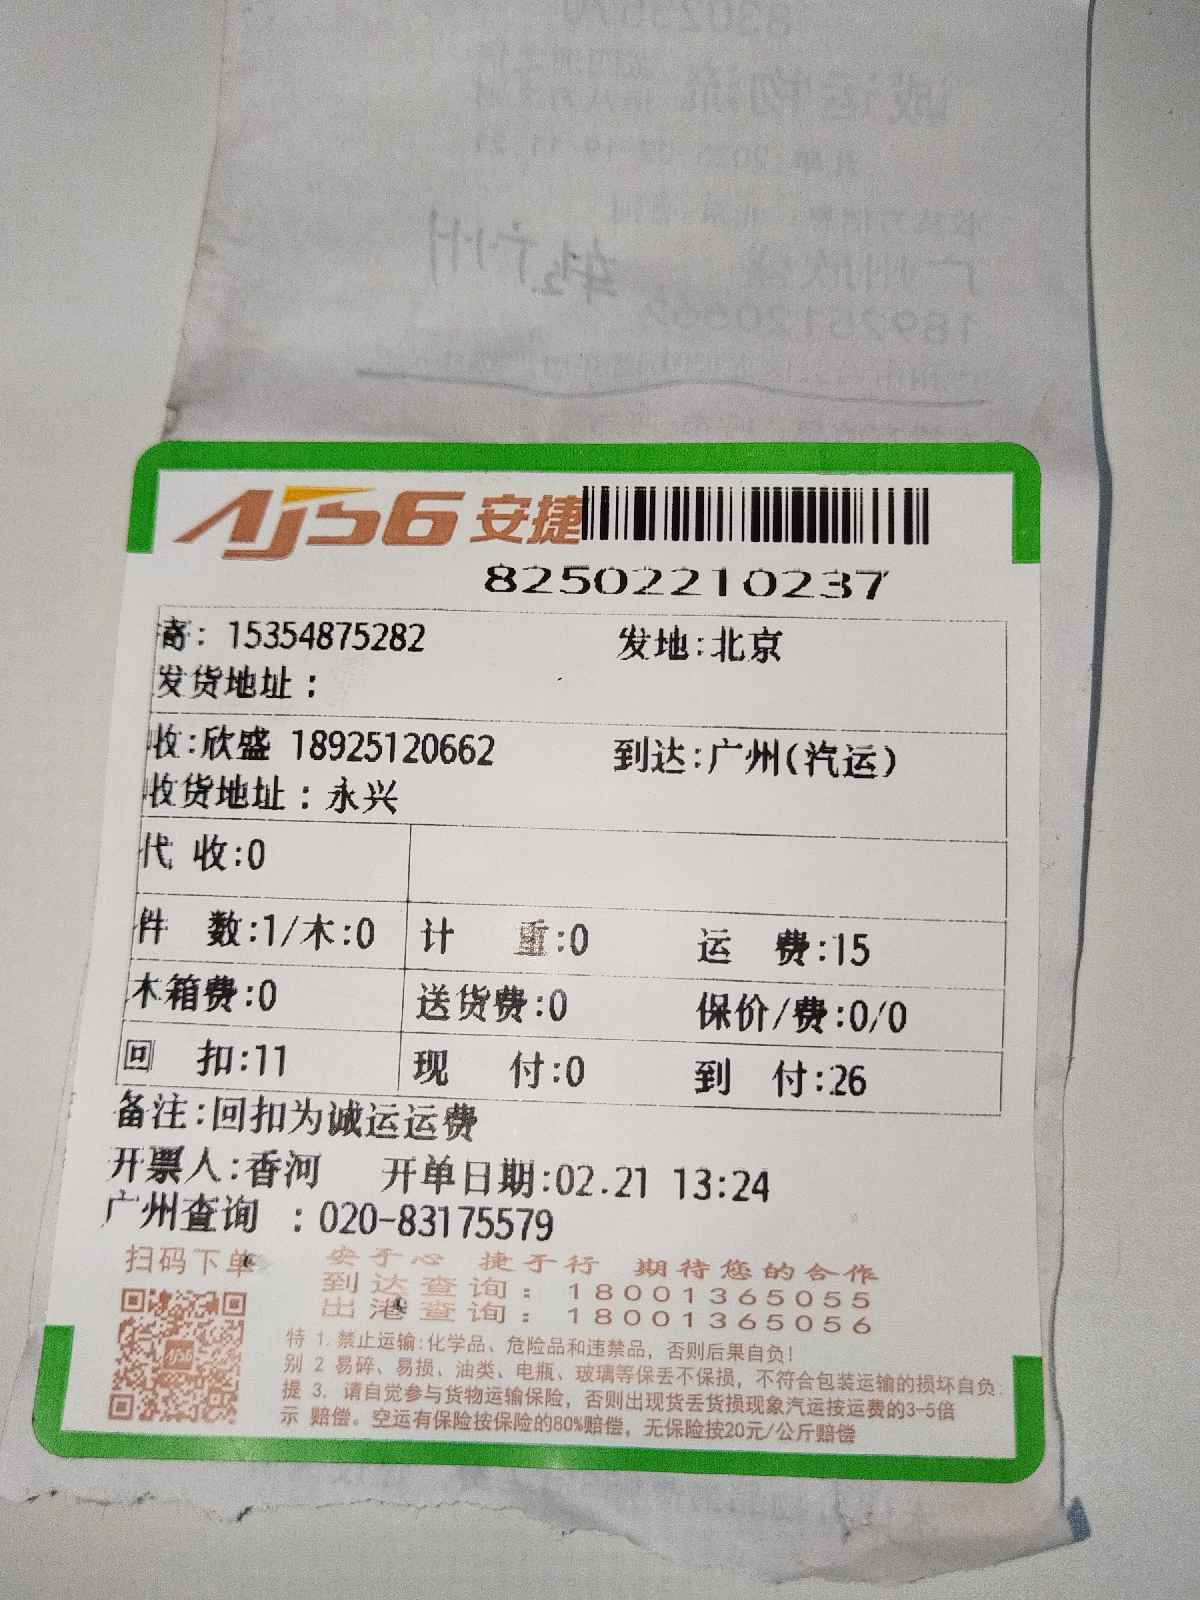 AJ56 安捷
82502210237
寄: 15354875282 发地:北京
发货地址:
收:欣盛 18925120662 到达:广州(汽运)
收货地址:永兴
代 收:0
件 数:1/木:0 计 重:0 运 费:15
木箱费:0 送货费:0 保价/费:0/0
回 扣:11 现 付:0 到 付:26
备注:回扣为诚运运费
开票人:香河 开单日期:02.21 13:24
广州查询 :020-83175579
扫码下单 安于心 捷于行 期待您的合作
到达查询:18001365055
出港查询:18001365056
特 1.禁止运输:化学品、危险品和违禁品,否则后果自负!
别 2 易碎、易损、油类、电瓶、玻璃等保丢不保损,不符合包装运输的损坏自负
提 3.请自觉参与货物运输保险,否则出现货丢货损现象汽运按运费的3-5倍
示 赔偿。空运有保险按保险的80%赔偿,无保险按20元/公斤赔偿